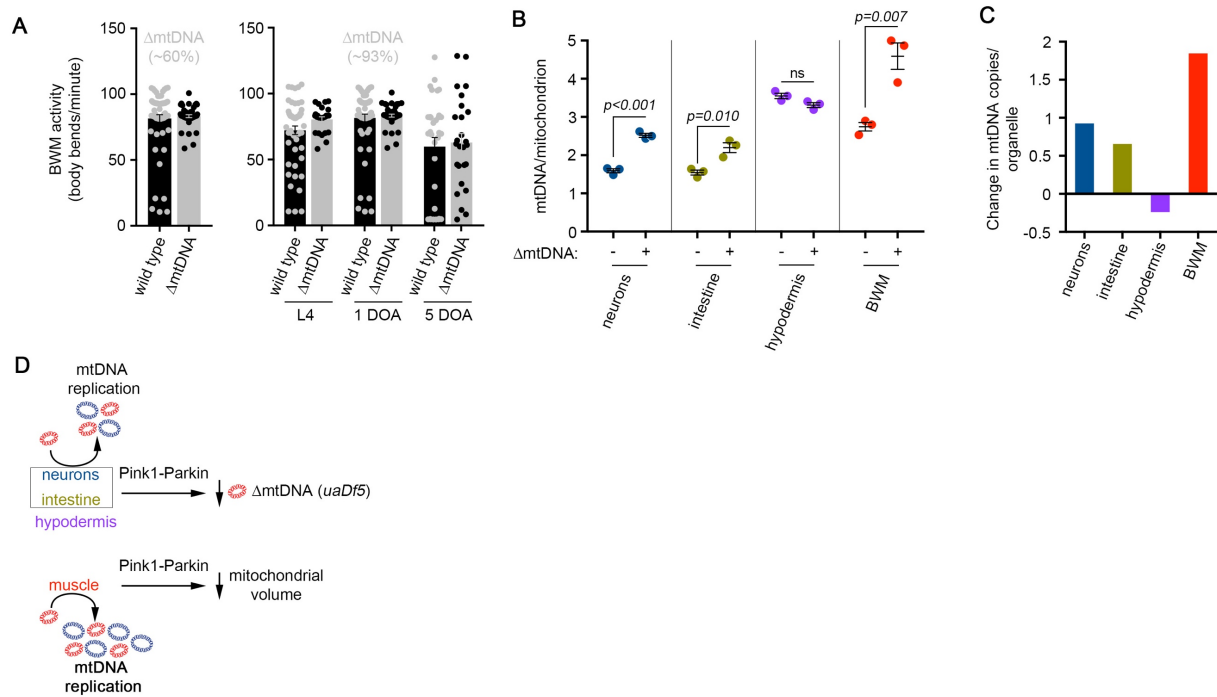 A
BWM activity
(body bends/minute)
150
100
50
0
ΔmtDNA
(~60%)
wild type
ΔmtDNA
150
100
50
0
ΔmtDNA
(~93%)
wild type
ΔmtDNA
wild type
ΔmtDNA
wild type
ΔmtDNA
L4
1 DOA
5 DOA
B
mtDNA/mitochondrion
5
4
3
2
1
0
p<0.001
p=0.010
ns
p=0.007
ΔmtDNA:
- + - + - + - +
neurons
intestine
hypodermis
BWM
C
Change in mtDNA copies/
organelle
2
1.5
1
0.5
0
-0.5
neurons
intestine
hypodermis
BWM
D
mtDNA
replication
neurons
intestine
hypodermis
Pink1-Parkin
ΔmtDNA (uaDf5)
muscle
Pink1-Parkin
mitochondrial
volume
mtDNA
replication